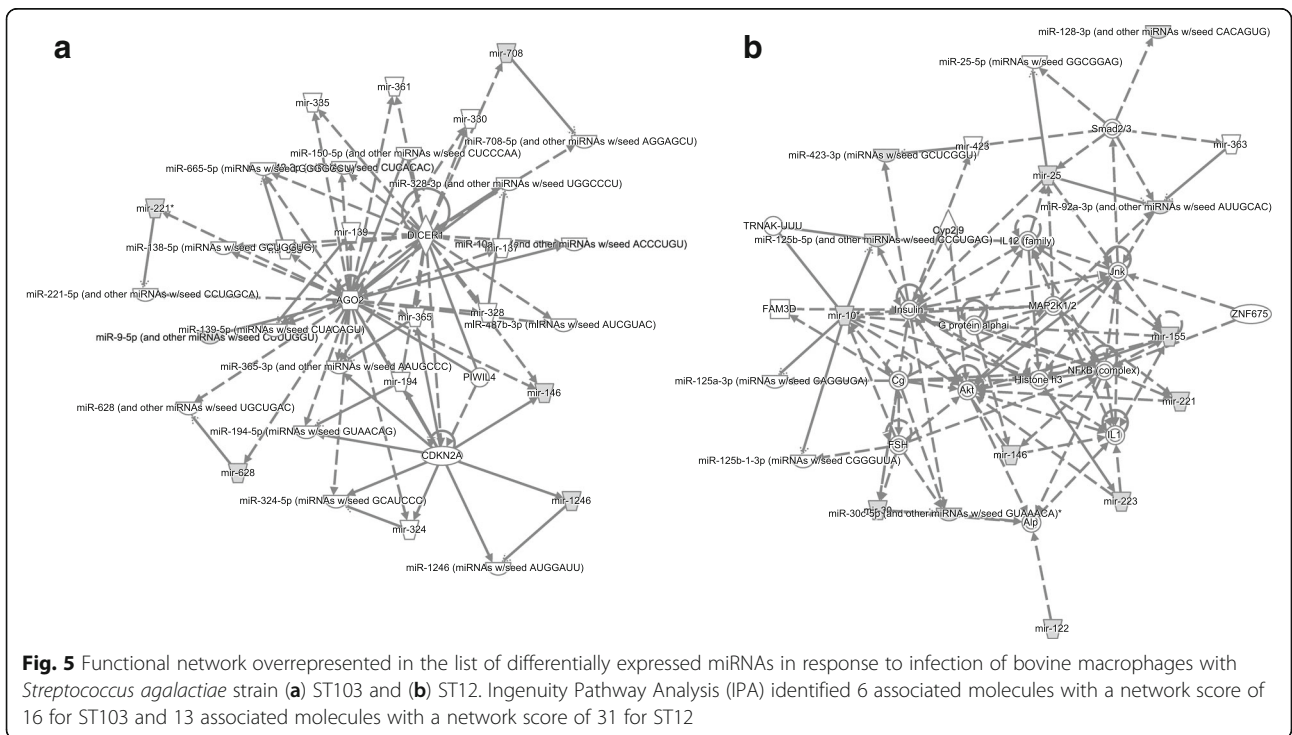 a
mir-708
mir-361
mir-335
mir-330
miR-708-5p (and other miRNAs w/seed AGGAGCU)
miR-150-5p (and other miRNAs w/seed CUCCCAA)
miR-665-5p (miRNAs w/seed
CUCACAC)
miR-328-3p (and other miRNAs w/seed UGGCCCU)
mir-221*
mir-139
DICER1
miR-138-5p (miRNAs w/seed GCUGGUG)
mir-137
(and other miRNAs w/seed ACCCUGU)
miR-221-5p (and other miRNAs w/seed CCUGGCA)
AGO2
mir-365
mir-328
miR-487b-3p (miRNAs w/seed AUCGUAC)
miR-139-5p (miRNAs w/seed CUACAGU)
miR-9-5p (and other miRNAs w/seed
miR-365-3p (and other miRNAs w/seed AAUGCCC)
mir-194
PIWIL4
mir-146
miR-628 (and other miRNAs w/seed UGCUGAC)
miR-194-5p (miRNAs w/seed GUAACAG)
CDKN2A
mir-628
miR-324-5p (miRNAs w/seed GCAUCCC)
mir-1246
mir-324
miR-1246 (miRNAs w/seed AUGGAUU)
b
miR-128-3p (and other miRNAs w/seed CACAGUG)
miR-25-5p (miRNAs w/seed GGCGGAG)
Smad2/3
mir-423
mir-363
miR-423-3p (miRNAs w/seed GCUCGGU)
mir-25
miR-92a-3p (and other miRNAs w/seed AUUGCAC)
TRNAK-UUU
Cyp2j9
miR-125b-5p (and other miRNAs w/seed CCCUGAG)
IL12 (family)
Jnk
FAM3D
mir-10
Insulin
MAP2K1/2
ZNF675
G protein alphai
mir-155
miR-125a-3p (miRNAs w/seed CAGGUGA)
Cg
Akt
Histone h3
NFkB (complex)
mir-221
FSH
IL1
miR-125b-1-3p (miRNAs w/seed CGGGUUA)
mir-146
mir-223
mir-30
miR-30c-5p (and other miRNAs w/seed GUAAACA)*
Alp
mir-122
Fig. 5 Functional network overrepresented in the list of differentially expressed miRNAs in response to infection of bovine macrophages with
Streptococcus agalactiae strain (a) ST103 and (b) ST12. Ingenuity Pathway Analysis (IPA) identified 6 associated molecules with a network score of
16 for ST103 and 13 associated molecules with a network score of 31 for ST12